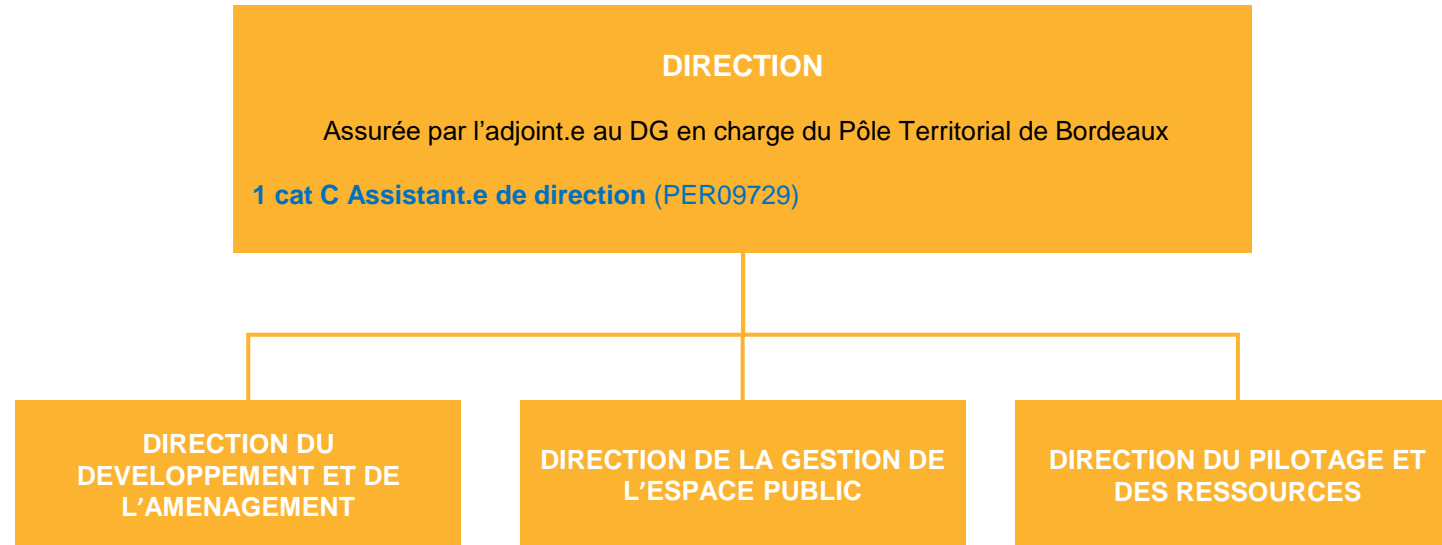 DIRECTION
Assurée par l’adjoint.e au DG en charge du Pôle Territorial de Bordeaux
1 cat C Assistant.e de direction (PER09729)
DIRECTION DU
DEVELOPPEMENT ET DE
L’AMENAGEMENT
DIRECTION DE LA GESTION DE
L’ESPACE PUBLIC
DIRECTION DU PILOTAGE ET
DES RESSOURCES